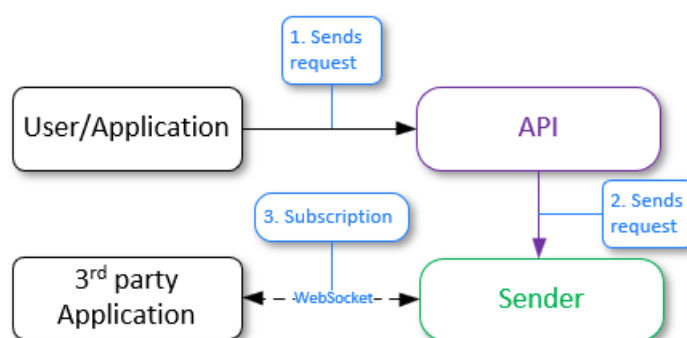 1. Sends
request
User/Application
API
2. Sends
request
3. Subscription
3rd party
Application
WebSocket
Sender